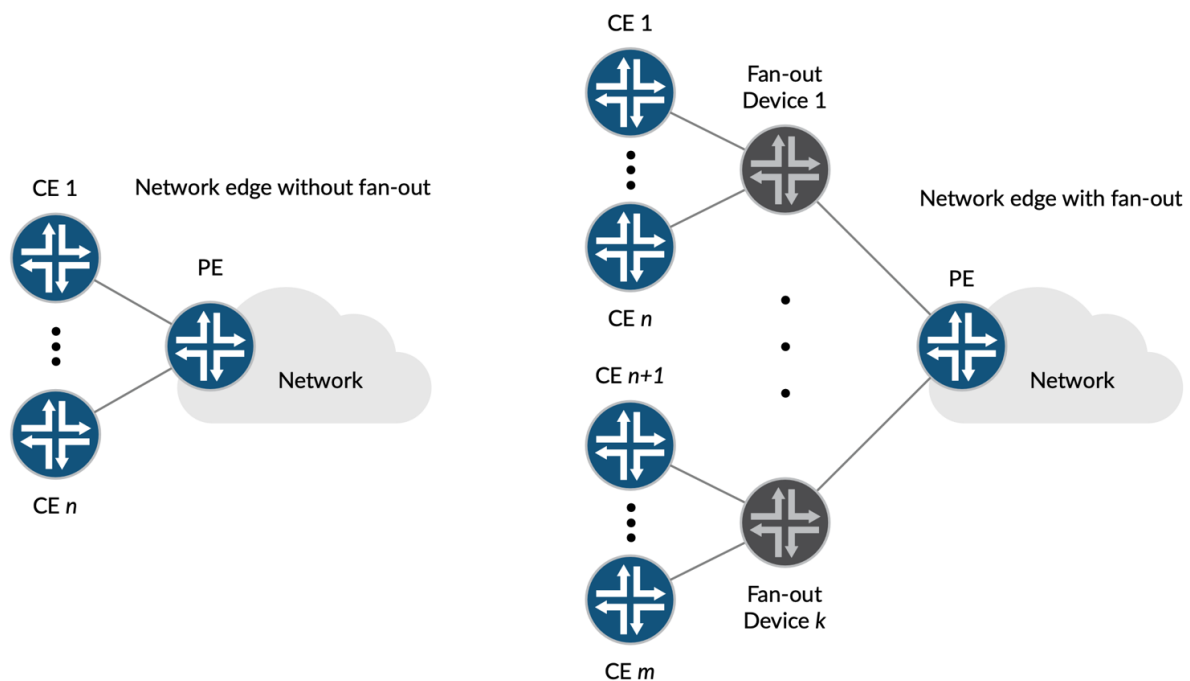 CE 1
Network edge without fan-out
PE
Network
CE n
CE 1
Fan-out
Device 1
CE n
Network edge with fan-out
PE
Network
CE n+1
CE m
Fan-out
Device k